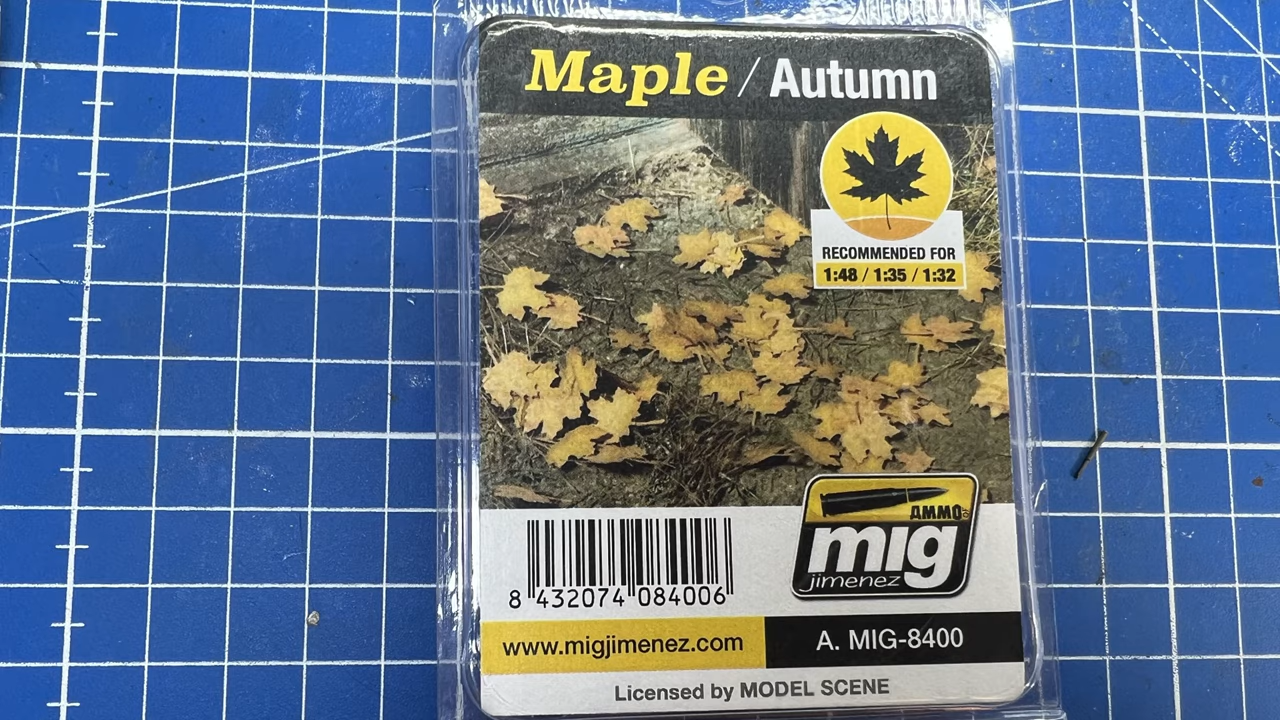 Maple / Autumn
RECOMMENDED FOR
1:48 / 1:35 / 1:32
AMMO
mig
jimenez
8 432074 084006
www.migjimenez.com
A. MIG-8400
Licensed by MODEL SCENE